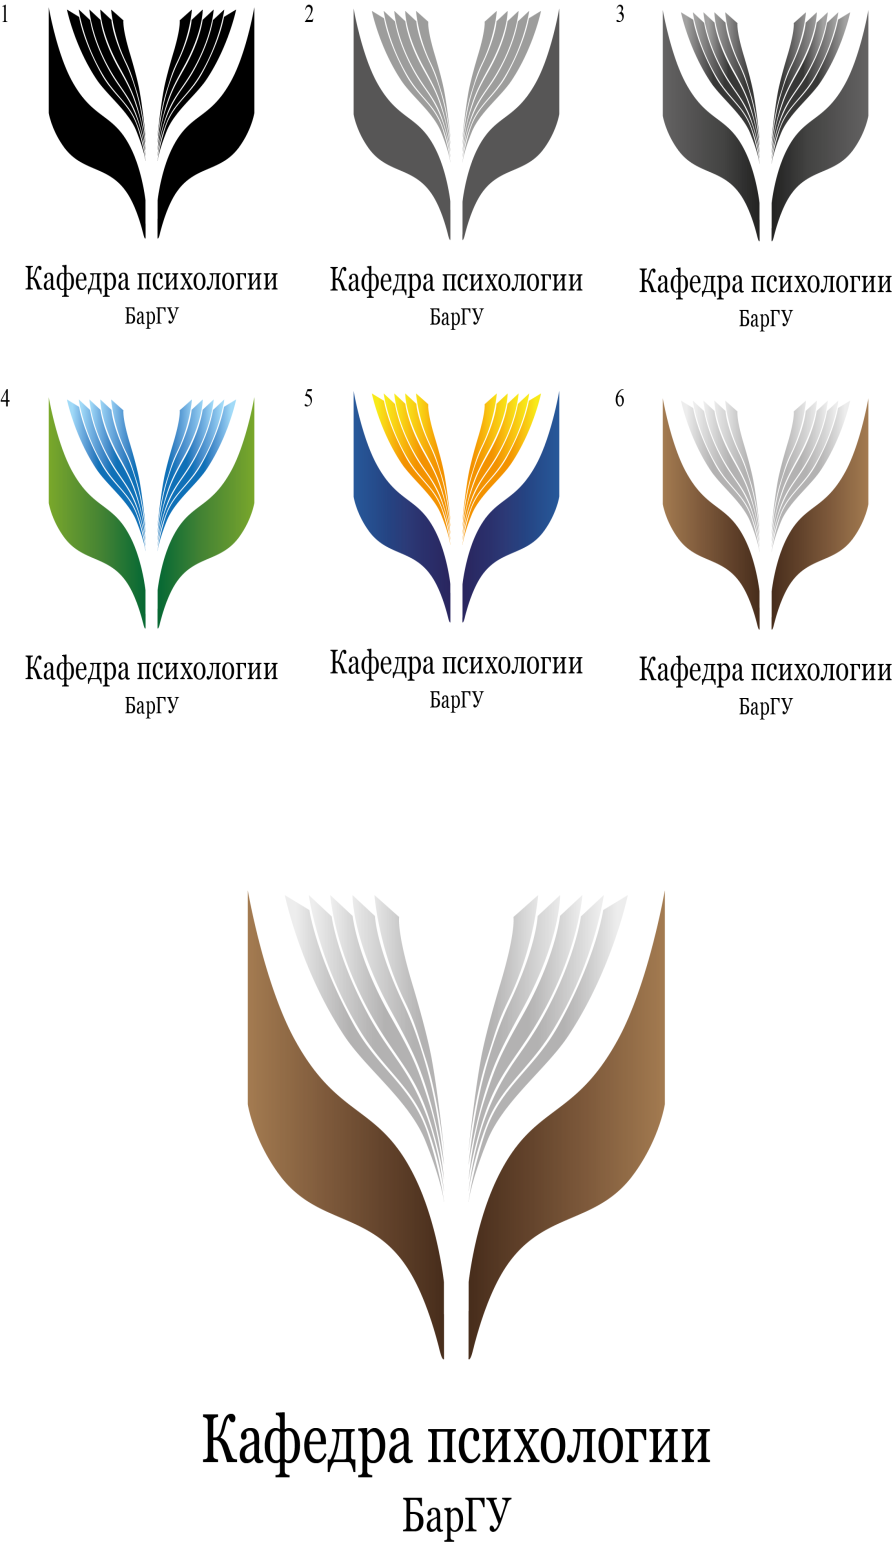 1
2
3
Кафедра психологии
Кафедра психологии
Кафедра психологии
БарГУ
БарГУ
БарГУ
4
5
6
Кафедра психологии
Кафедра психологии
Кафедра психологии
БарГУ
БарГУ
БарГУ
Кафедра психологии
БарГУ